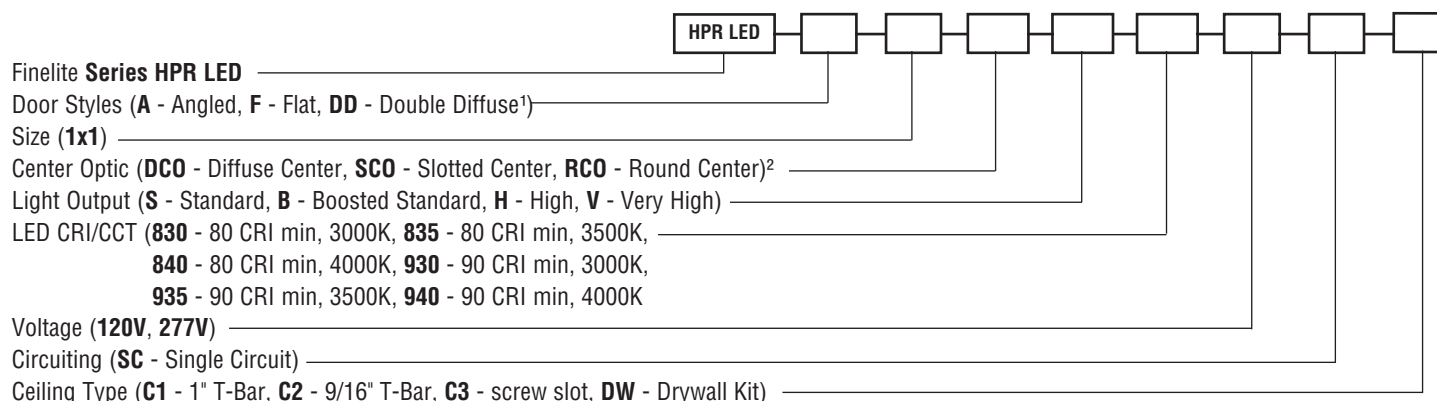 HPR LED
Finelite Series HPR LED
Door Styles (A - Angled, F - Flat, DD - Double Diffuse¹)
Size (1x1)
Center Optic (DCO - Diffuse Center, SCO - Slotted Center, RCO - Round Center)²
Light Output (S - Standard, B - Boosted Standard, H - High, V - Very High)
LED CRI/CCT (830 - 80 CRI min, 3000K, 835 - 80 CRI min, 3500K,
840 - 80 CRI min, 4000K, 930 - 90 CRI min, 3000K,
935 - 90 CRI min, 3500K, 940 - 90 CRI min, 4000K
Voltage (120V, 277V)
Circuiting (SC - Single Circuit)
Ceiling Type (C1 - 1" T-Bar, C2 - 9/16" T-Bar, C3 - screw slot, DW - Drywall Kit)